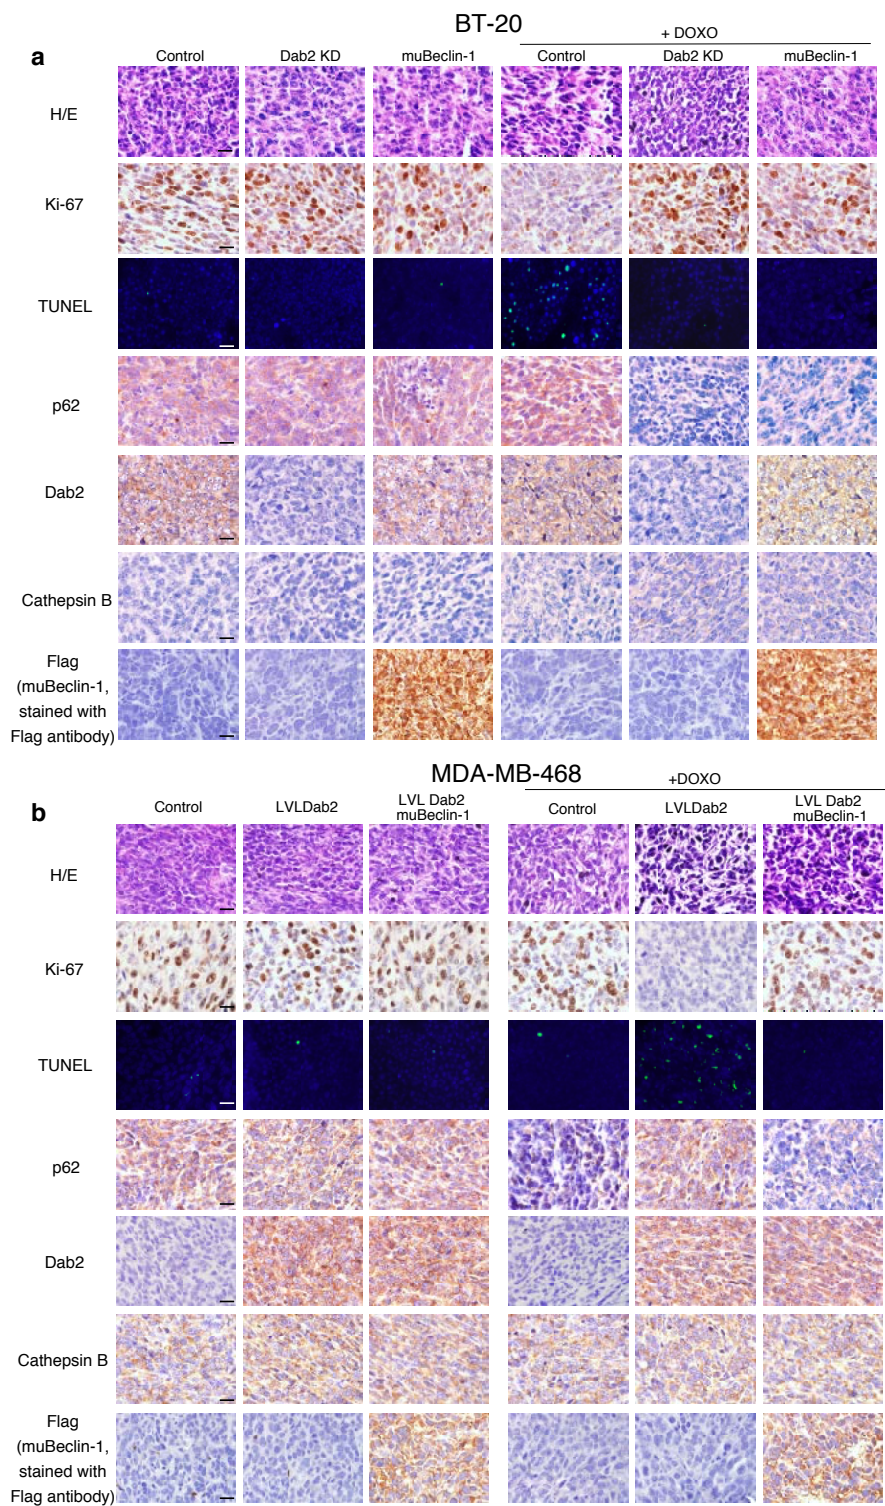 BT-20
+ DOXO
a
Control
Dab2 KD
muBeclin-1
Control
Dab2 KD
muBeclin-1
H/E
Ki-67
TUNEL
p62
Dab2
Cathepsin B
Flag
(muBeclin-1,
stained with
Flag antibody)
MDA-MB-468
+DOXO
b
Control
LVLDab2
LVL Dab2
muBeclin-1
Control
LVLDab2
LVL Dab2
muBeclin-1
H/E
Ki-67
TUNEL
p62
Dab2
Cathepsin B
Flag
(muBeclin-1,
stained with
Flag antibody)